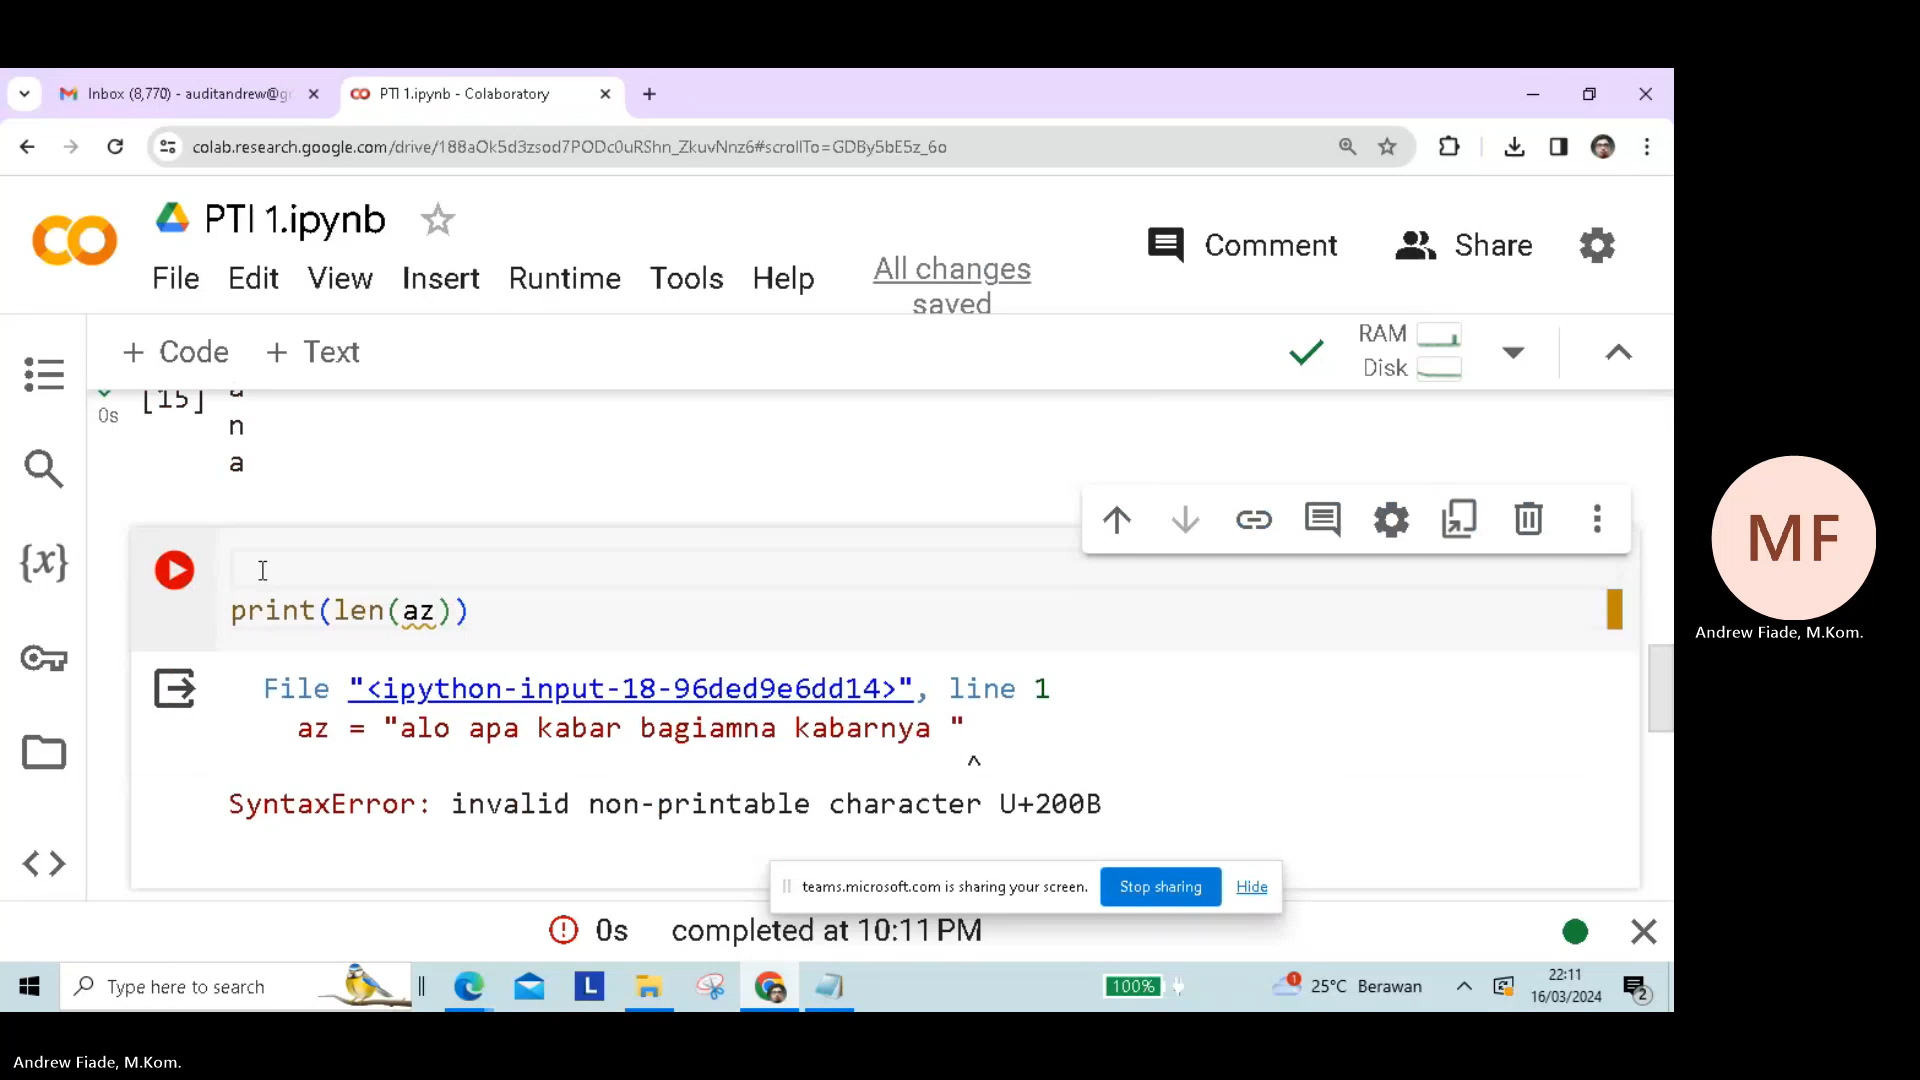 Inbox (8,770) - auditandrew@g
PTI 1.ipynb - Colaboratory
colab.research.google.com/drive/188aOk5d3zsod7PODc0uRShn_ZkuvNnz6#scrollTo=GDBy5bE5z_6o
PTI 1.ipynb
Comment
Share
File Edit View Insert Runtime Tools Help
All changes
saved
+ Code + Text
RAM
Disk
0s
[15]
a
n
a
{x}
print(len(az))
File "<ipython-input-18-96ded9e6dd14>", line 1
az = "alo apa kabar bagiamna kabarnya "
^
SyntaxError: invalid non-printable character U+200B
teams.microsoft.com is sharing your screen.
Stop sharing
Hide
0s completed at 10:11 PM
Type here to search
L
100%
1
25°C Berawan
22:11
16/03/2024
2
MF
Andrew Fiade, M.Kom.
Andrew Fiade, M.Kom.